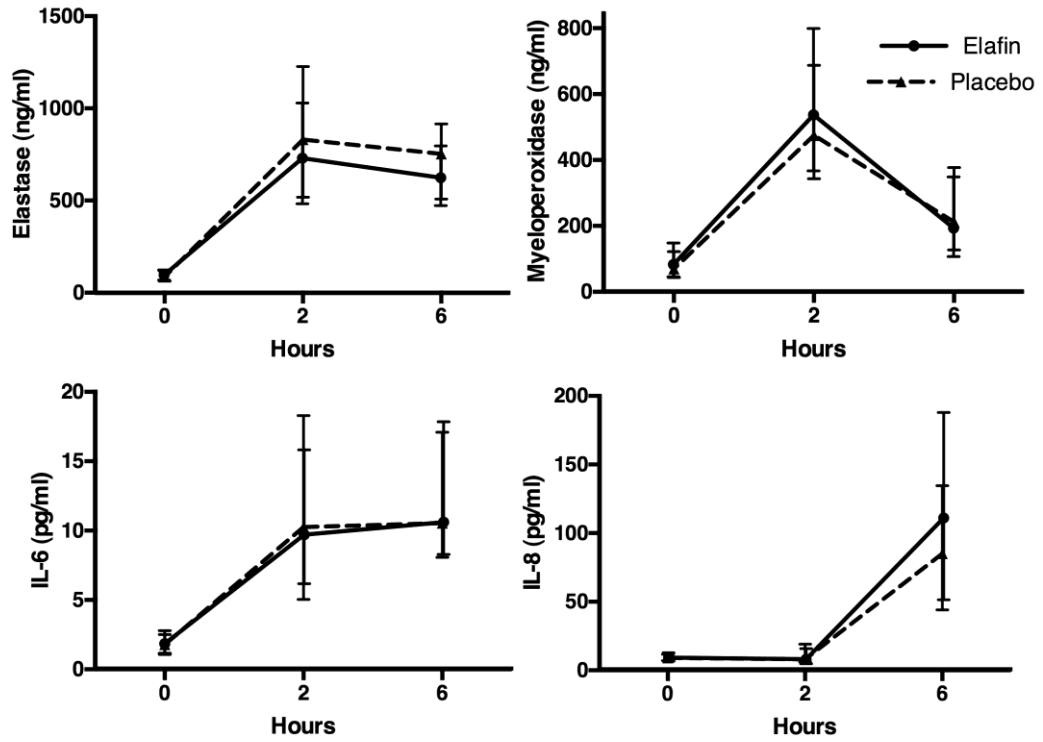 1500
1000
500
0
Elastase (ng/ml)
0 2 6
Hours
800
600
400
200
0
Myeloperoxidase (ng/ml)
Elafin
Placebo
0 2 6
Hours
20
15
10
5
0
IL-6 (pg/ml)
0 2 6
Hours
200
150
100
50
0
IL-8 (pg/ml)
0 2 6
Hours